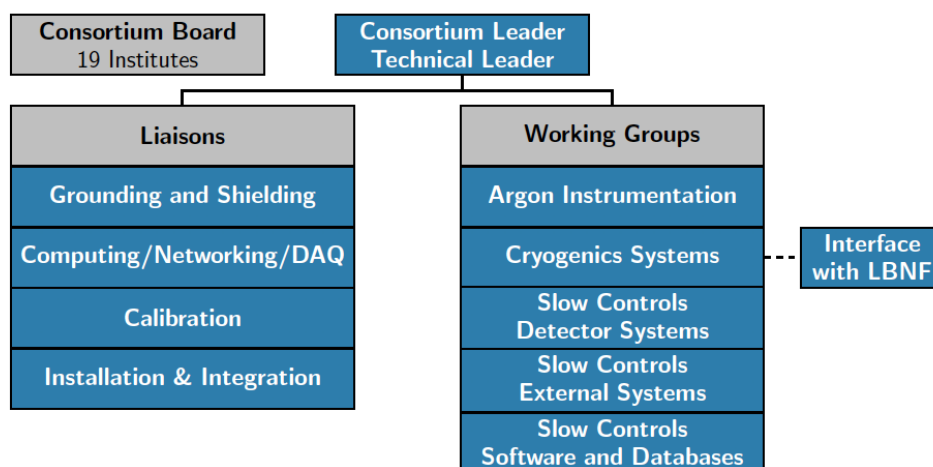 Consortium Board
19 Institutes
Consortium Leader
Technical Leader
Liaisons
Grounding and Shielding
Computing/Networking/DAQ
Calibration
Installation & Integration
Working Groups
Argon Instrumentation
Cryogenics Systems
Slow Controls
Detector Systems
Slow Controls
External Systems
Slow Controls
Software and Databases
Interface
with LBNF